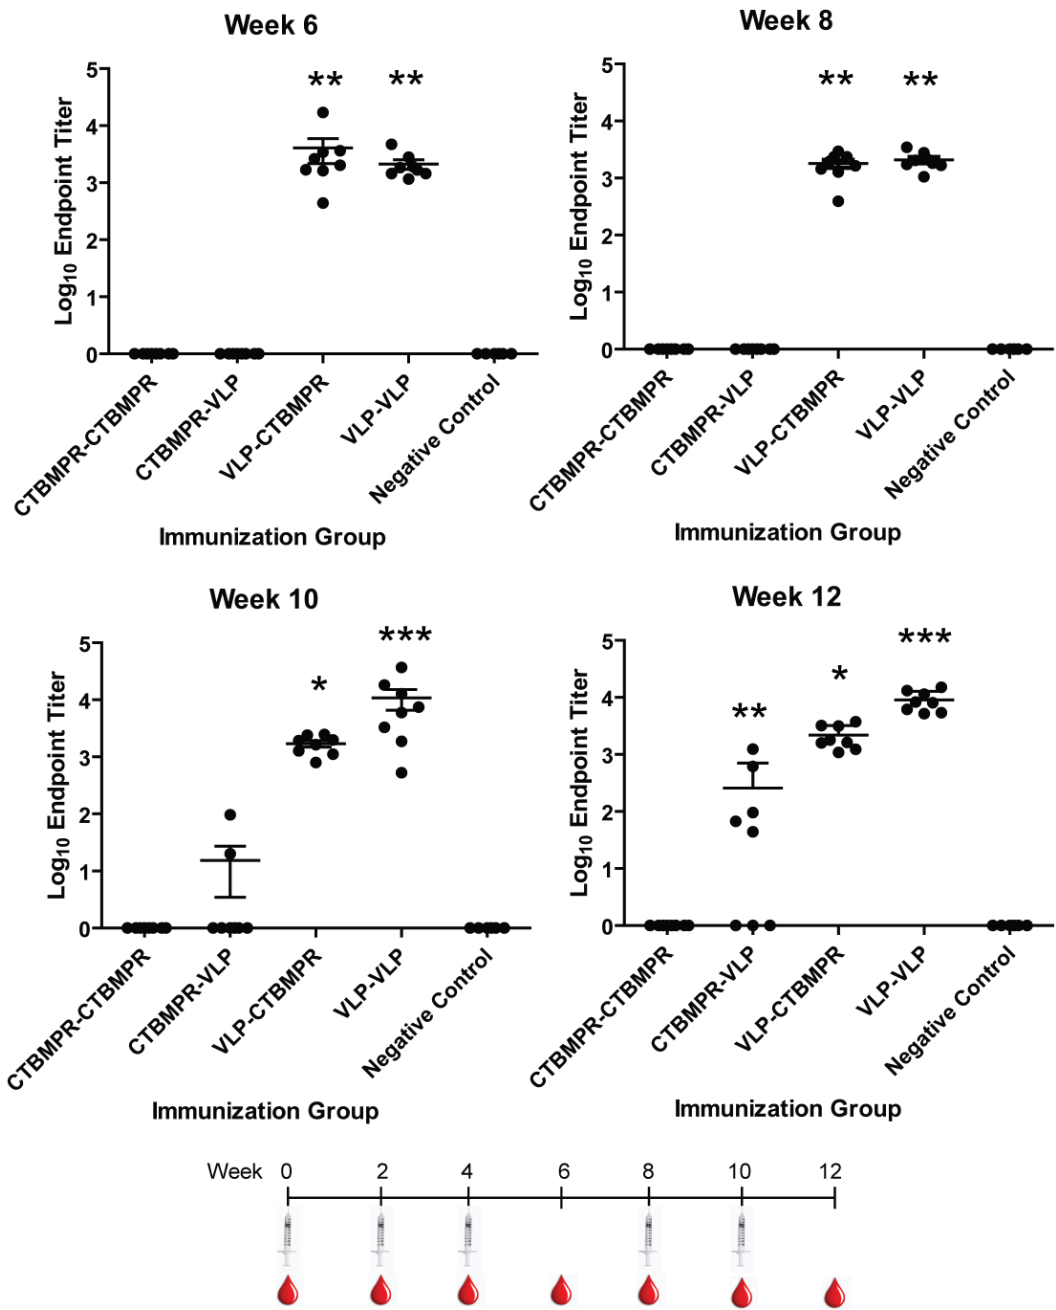 Week 6
Week 8
** **
** **
5
4
3
2
1
0
Log10 Endpoint Titer
CTBMPR-CTBMPR
CTBMPR-VLP
VLP-CTBMPR
VLP-VLP
Negative Control
Immunization Group
5
4
3
2
1
0
Log10 Endpoint Titer
CTBMPR-CTBMPR
CTBMPR-VLP
VLP-CTBMPR
VLP-VLP
Negative Control
Immunization Group
Week 10
Week 12
* ***
** * ***
5
4
3
2
1
0
Log10 Endpoint Titer
CTBMPR-CTBMPR
CTBMPR-VLP
VLP-CTBMPR
VLP-VLP
Negative Control
Immunization Group
5
4
3
2
1
0
Log10 Endpoint Titer
CTBMPR-CTBMPR
CTBMPR-VLP
VLP-CTBMPR
VLP-VLP
Negative Control
Immunization Group
Week 0 2 4 6 8 10 12